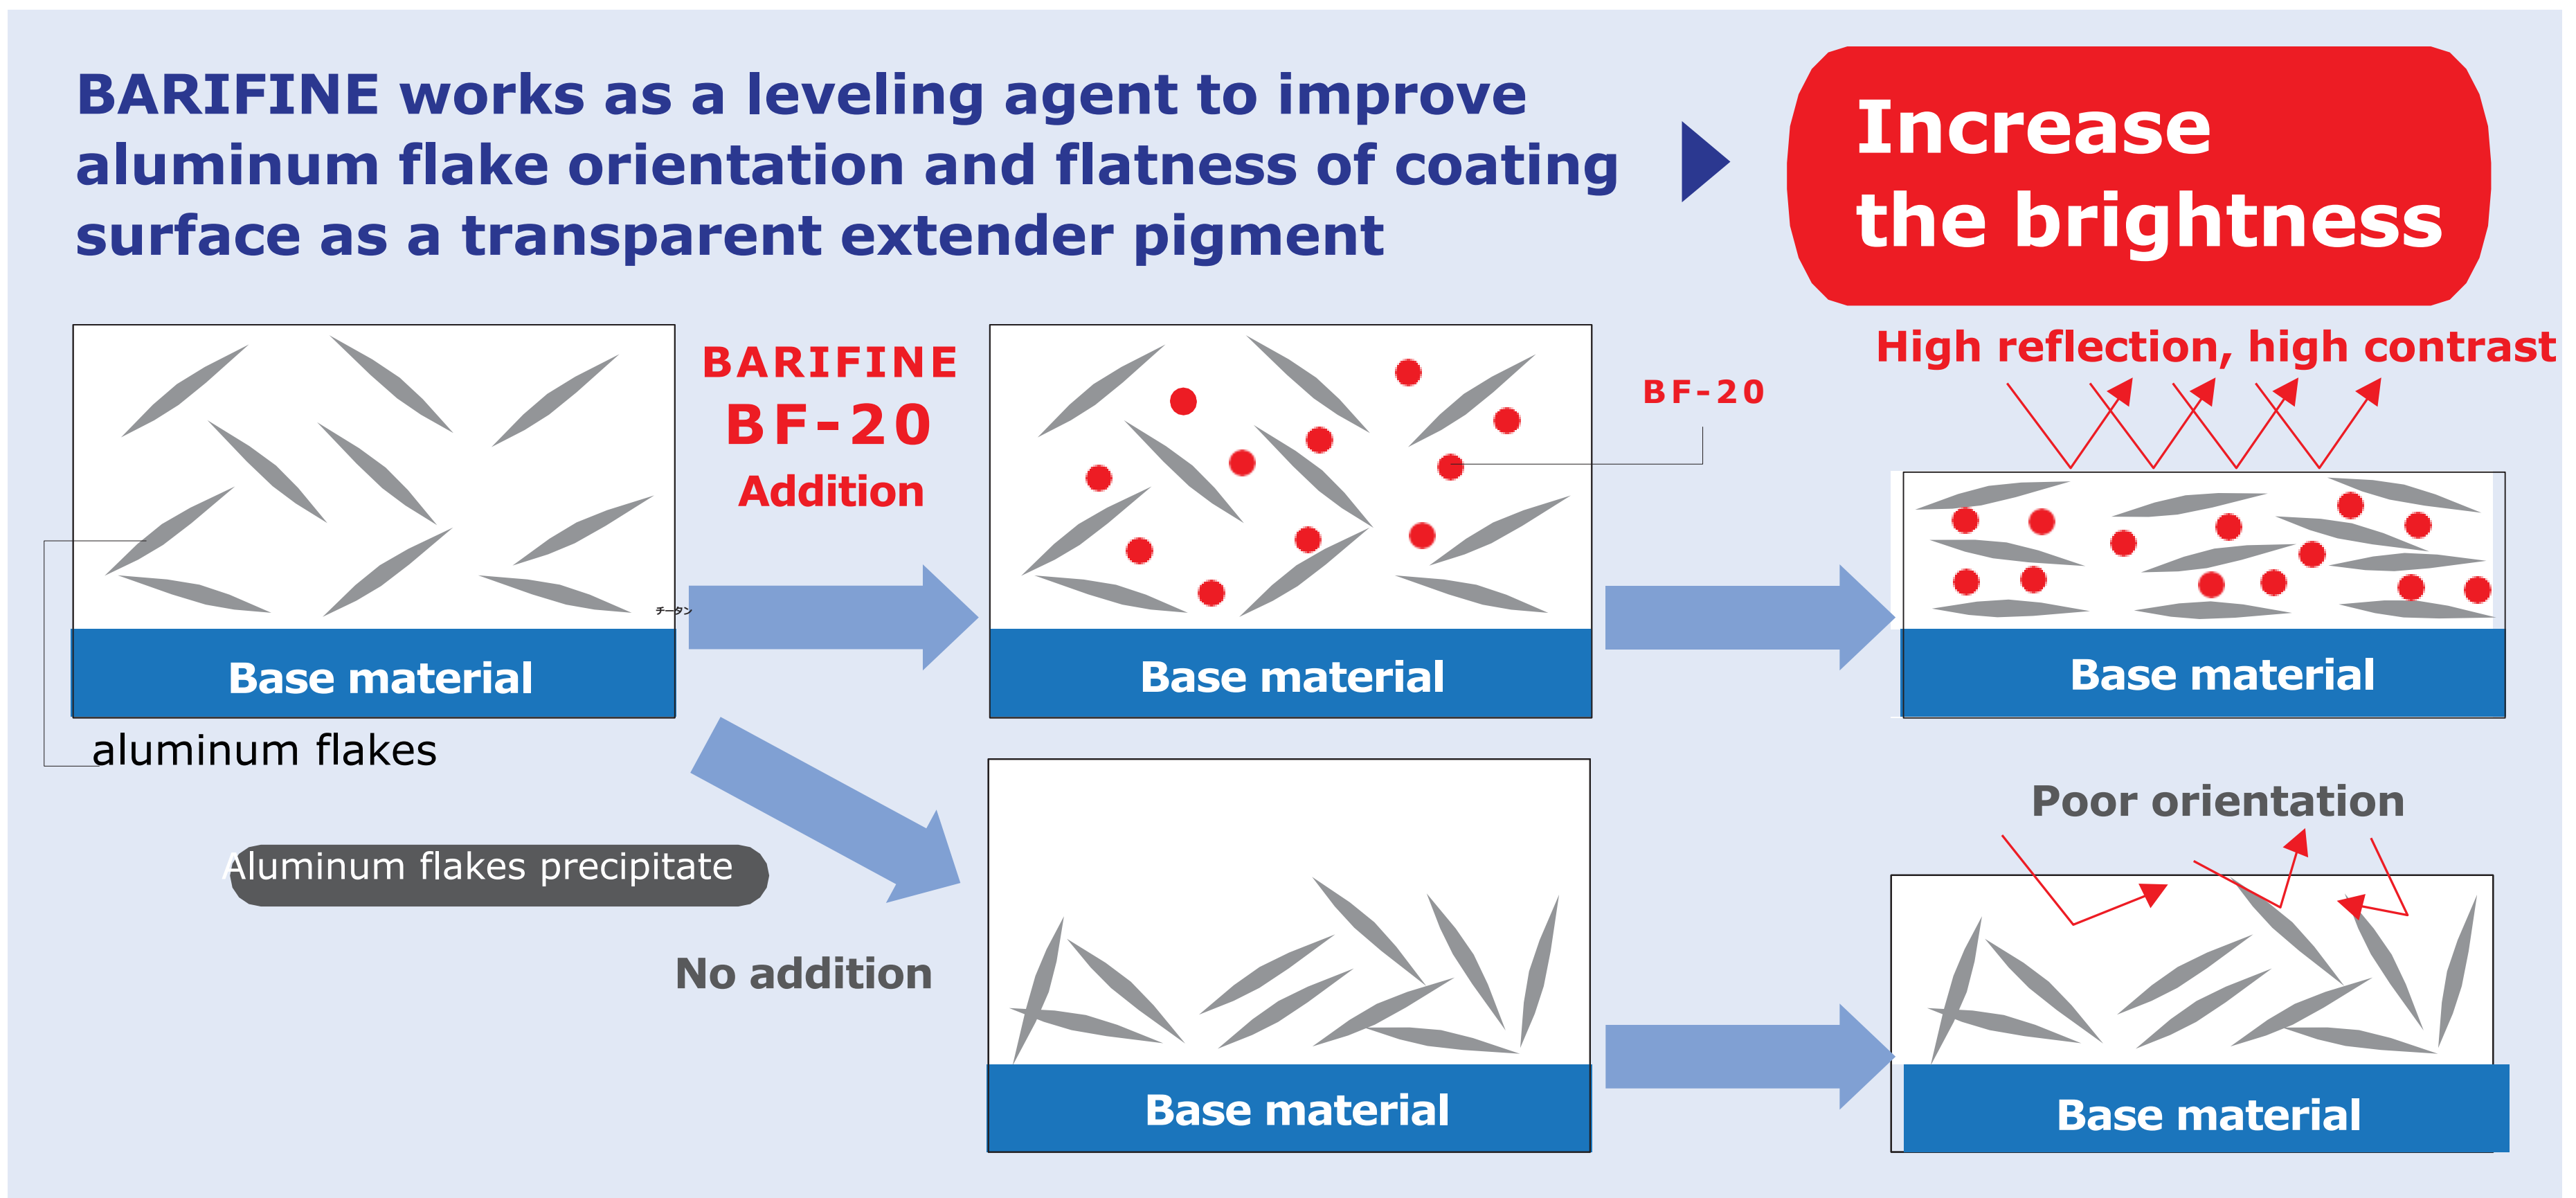 BARIFINE works as a leveling agent to improve
aluminum flake orientation and flatness of coating
surface as a transparent extender pigment
Increase
the brightness
High reflection, high contrast
BARIFINE
BF-20
Addition
BF-20
チータン
Base material
Base material
Base material
aluminum flakes
Poor orientation
Aluminum flakes precipitate
No addition
Base material
Base material